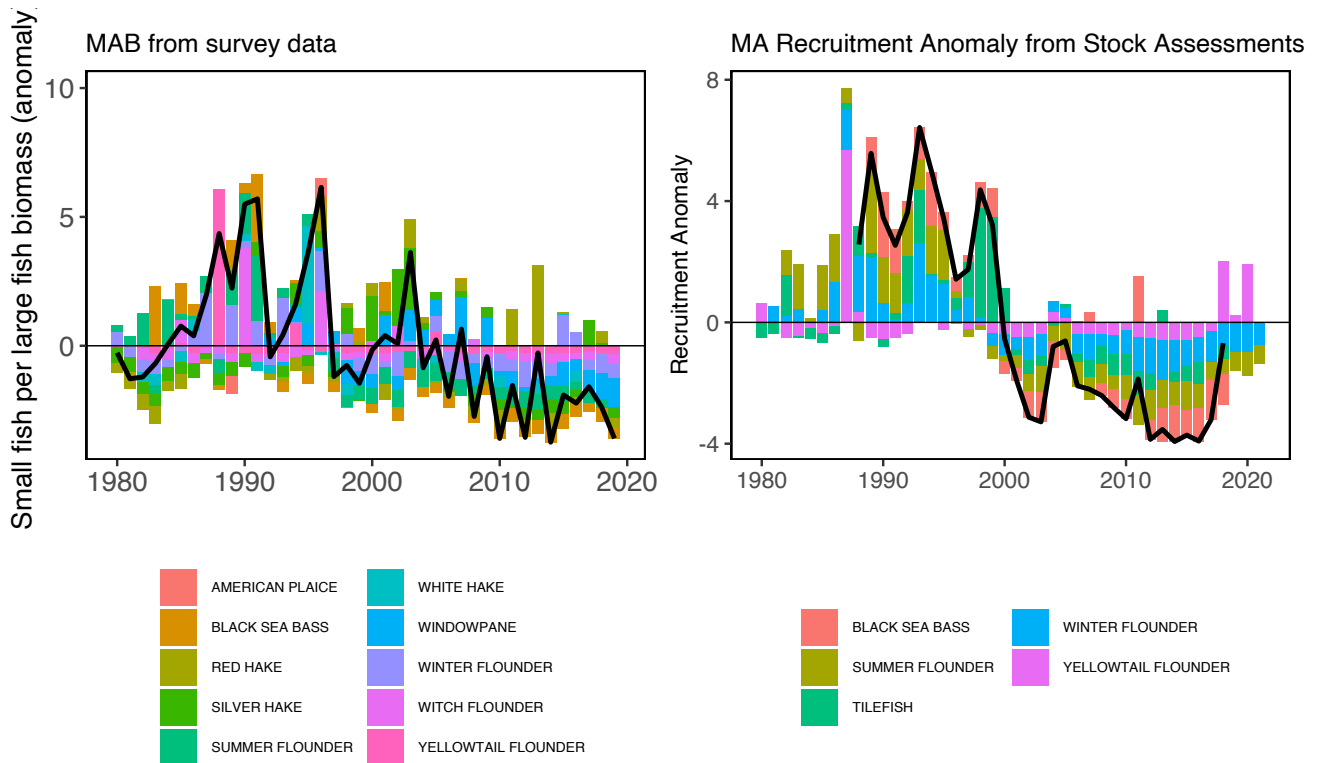 MAB from survey data
Small fish per large fish biomass (anomaly)
10
5
0
1980
1990
2000
2010
2020
AMERICAN PLAICE
BLACK SEA BASS
RED HAKE
SILVER HAKE
SUMMER FLOUNDER
WHITE HAKE
WINDOWPANE
WINTER FLOUNDER
WITCH FLOUNDER
YELLOWTAIL FLOUNDER
MA Recruitment Anomaly from Stock Assessments
Recruitment Anomaly
8
4
0
-4
1980
1990
2000
2010
2020
BLACK SEA BASS
SUMMER FLOUNDER
TILEFISH
WINTER FLOUNDER
YELLOWTAIL FLOUNDER